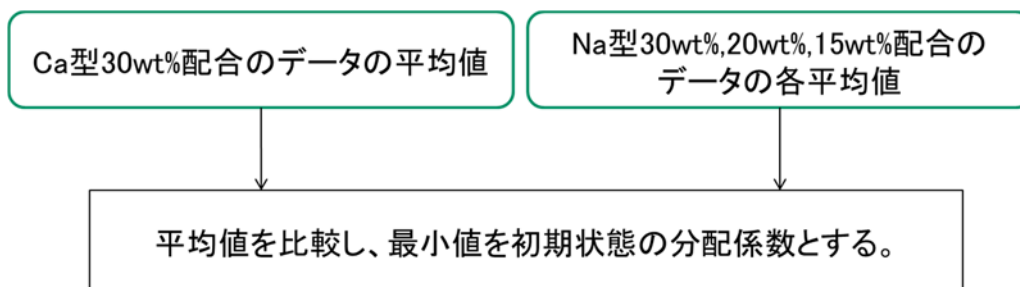 Ca型30wt%配合のデータの平均値
Na型30wt%,20wt%,15wt%配合の
データの各平均値
平均値を比較し、最小値を初期状態の分配係数とする。